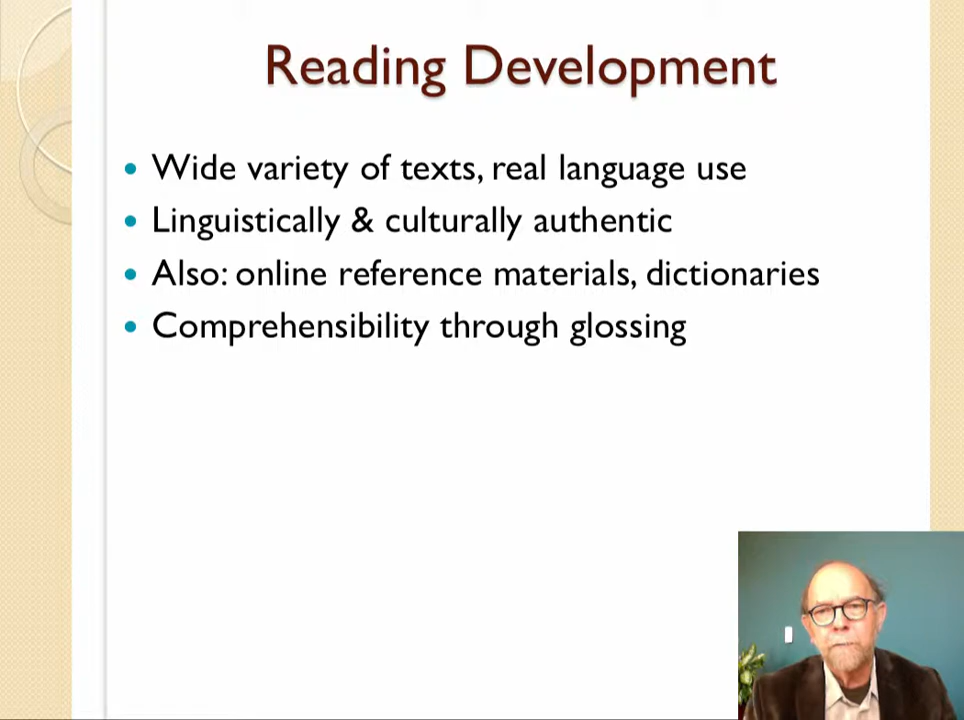 Reading Development
• Wide variety of texts, real language use
• Linguistically & culturally authentic
• Also: online reference materials, dictionaries
• Comprehensibility through glossing